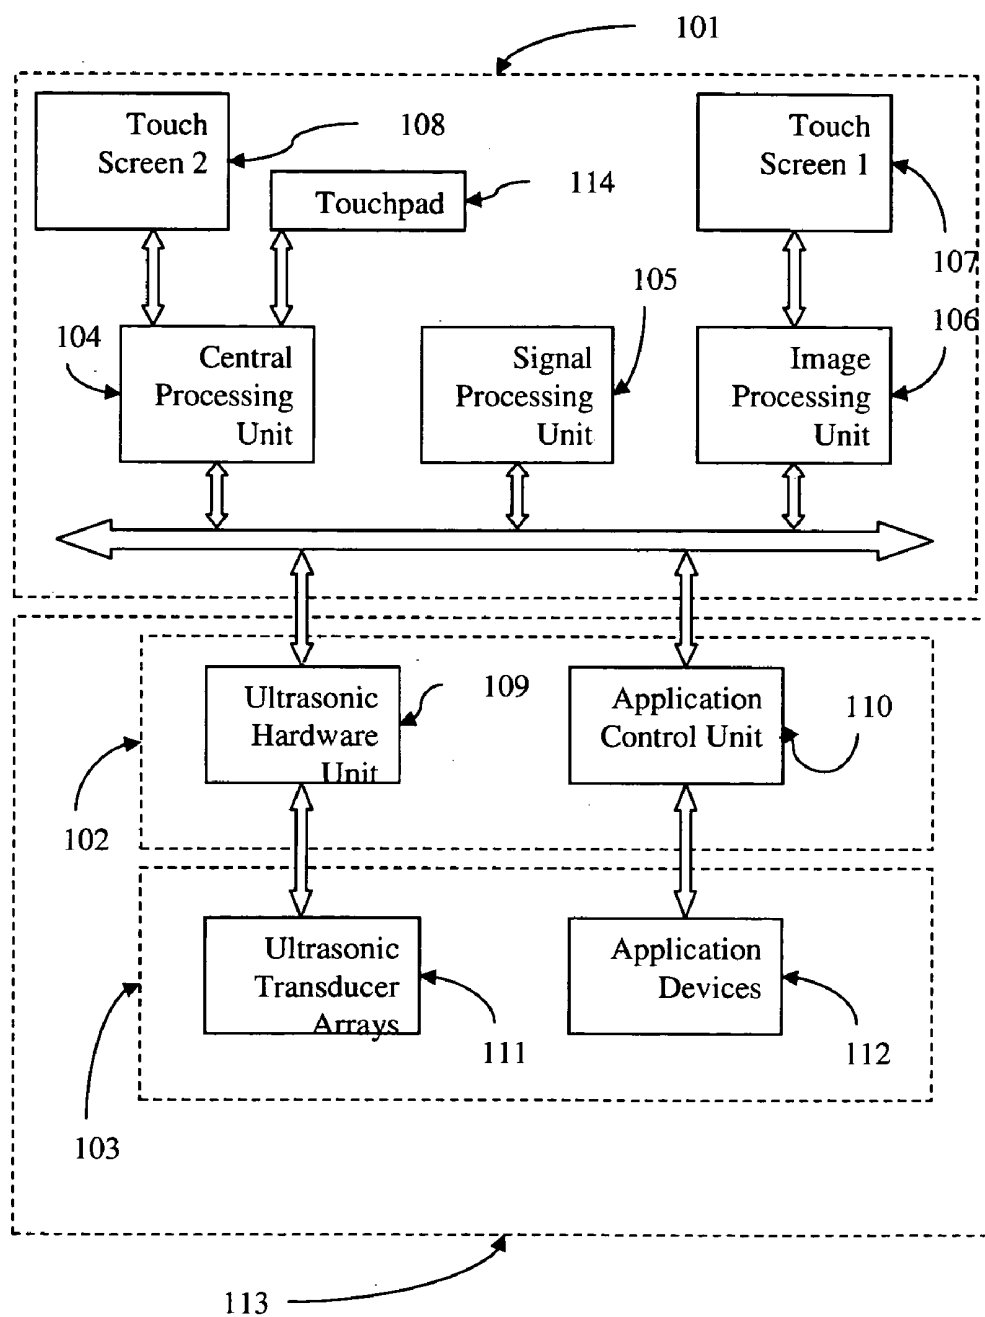 101
Touch
Screen 2
108
Touchpad
114
Touch
Screen 1
107
105
106
104
Central
Processing
Unit
Signal
Processing
Unit
Image
Processing
Unit
Ultrasonic
Hardware
Unit
109
Application
Control Unit
110
102
Ultrasonic
Transducer
Arrays
111
Application
Devices
112
103
113